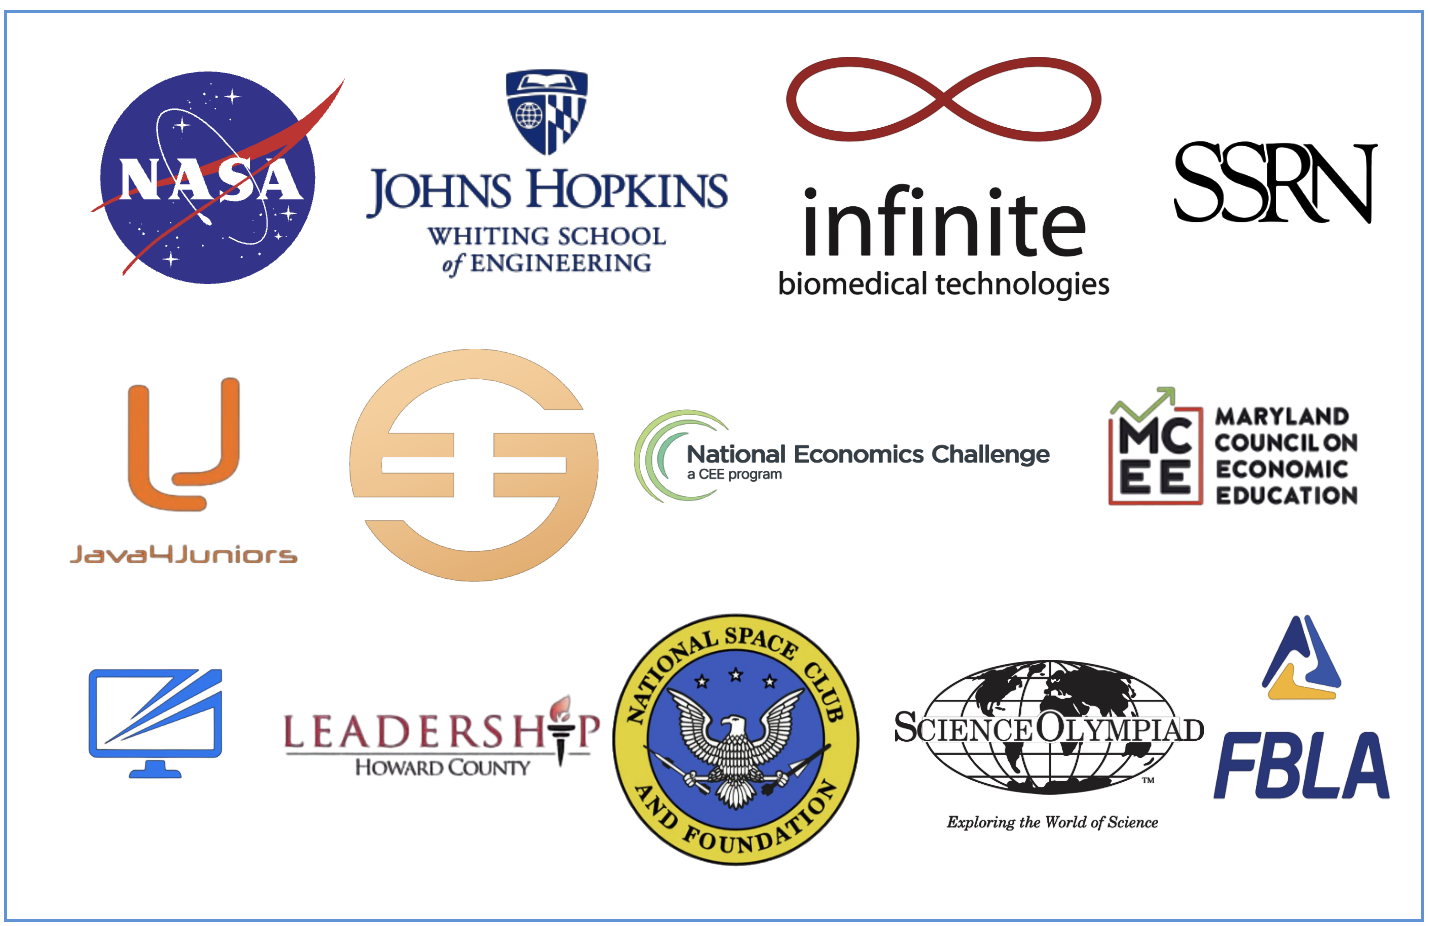 NASA
JOHNS HOPKINS
WHITING SCHOOL
of ENGINEERING
infinite
biomedical technologies
SSRN
Java4Juniors
National Economics Challenge
a CEE program
MC
EE
MARYLAND
COUNCIL ON
ECONOMIC
EDUCATION
LEADERSHIP
HOWARD COUNTY
NATIONAL SPACE CLUB
AND FOUNDATION
SCIENCE OLYMPIAD
TM
Exploring the World of Science
FBLA